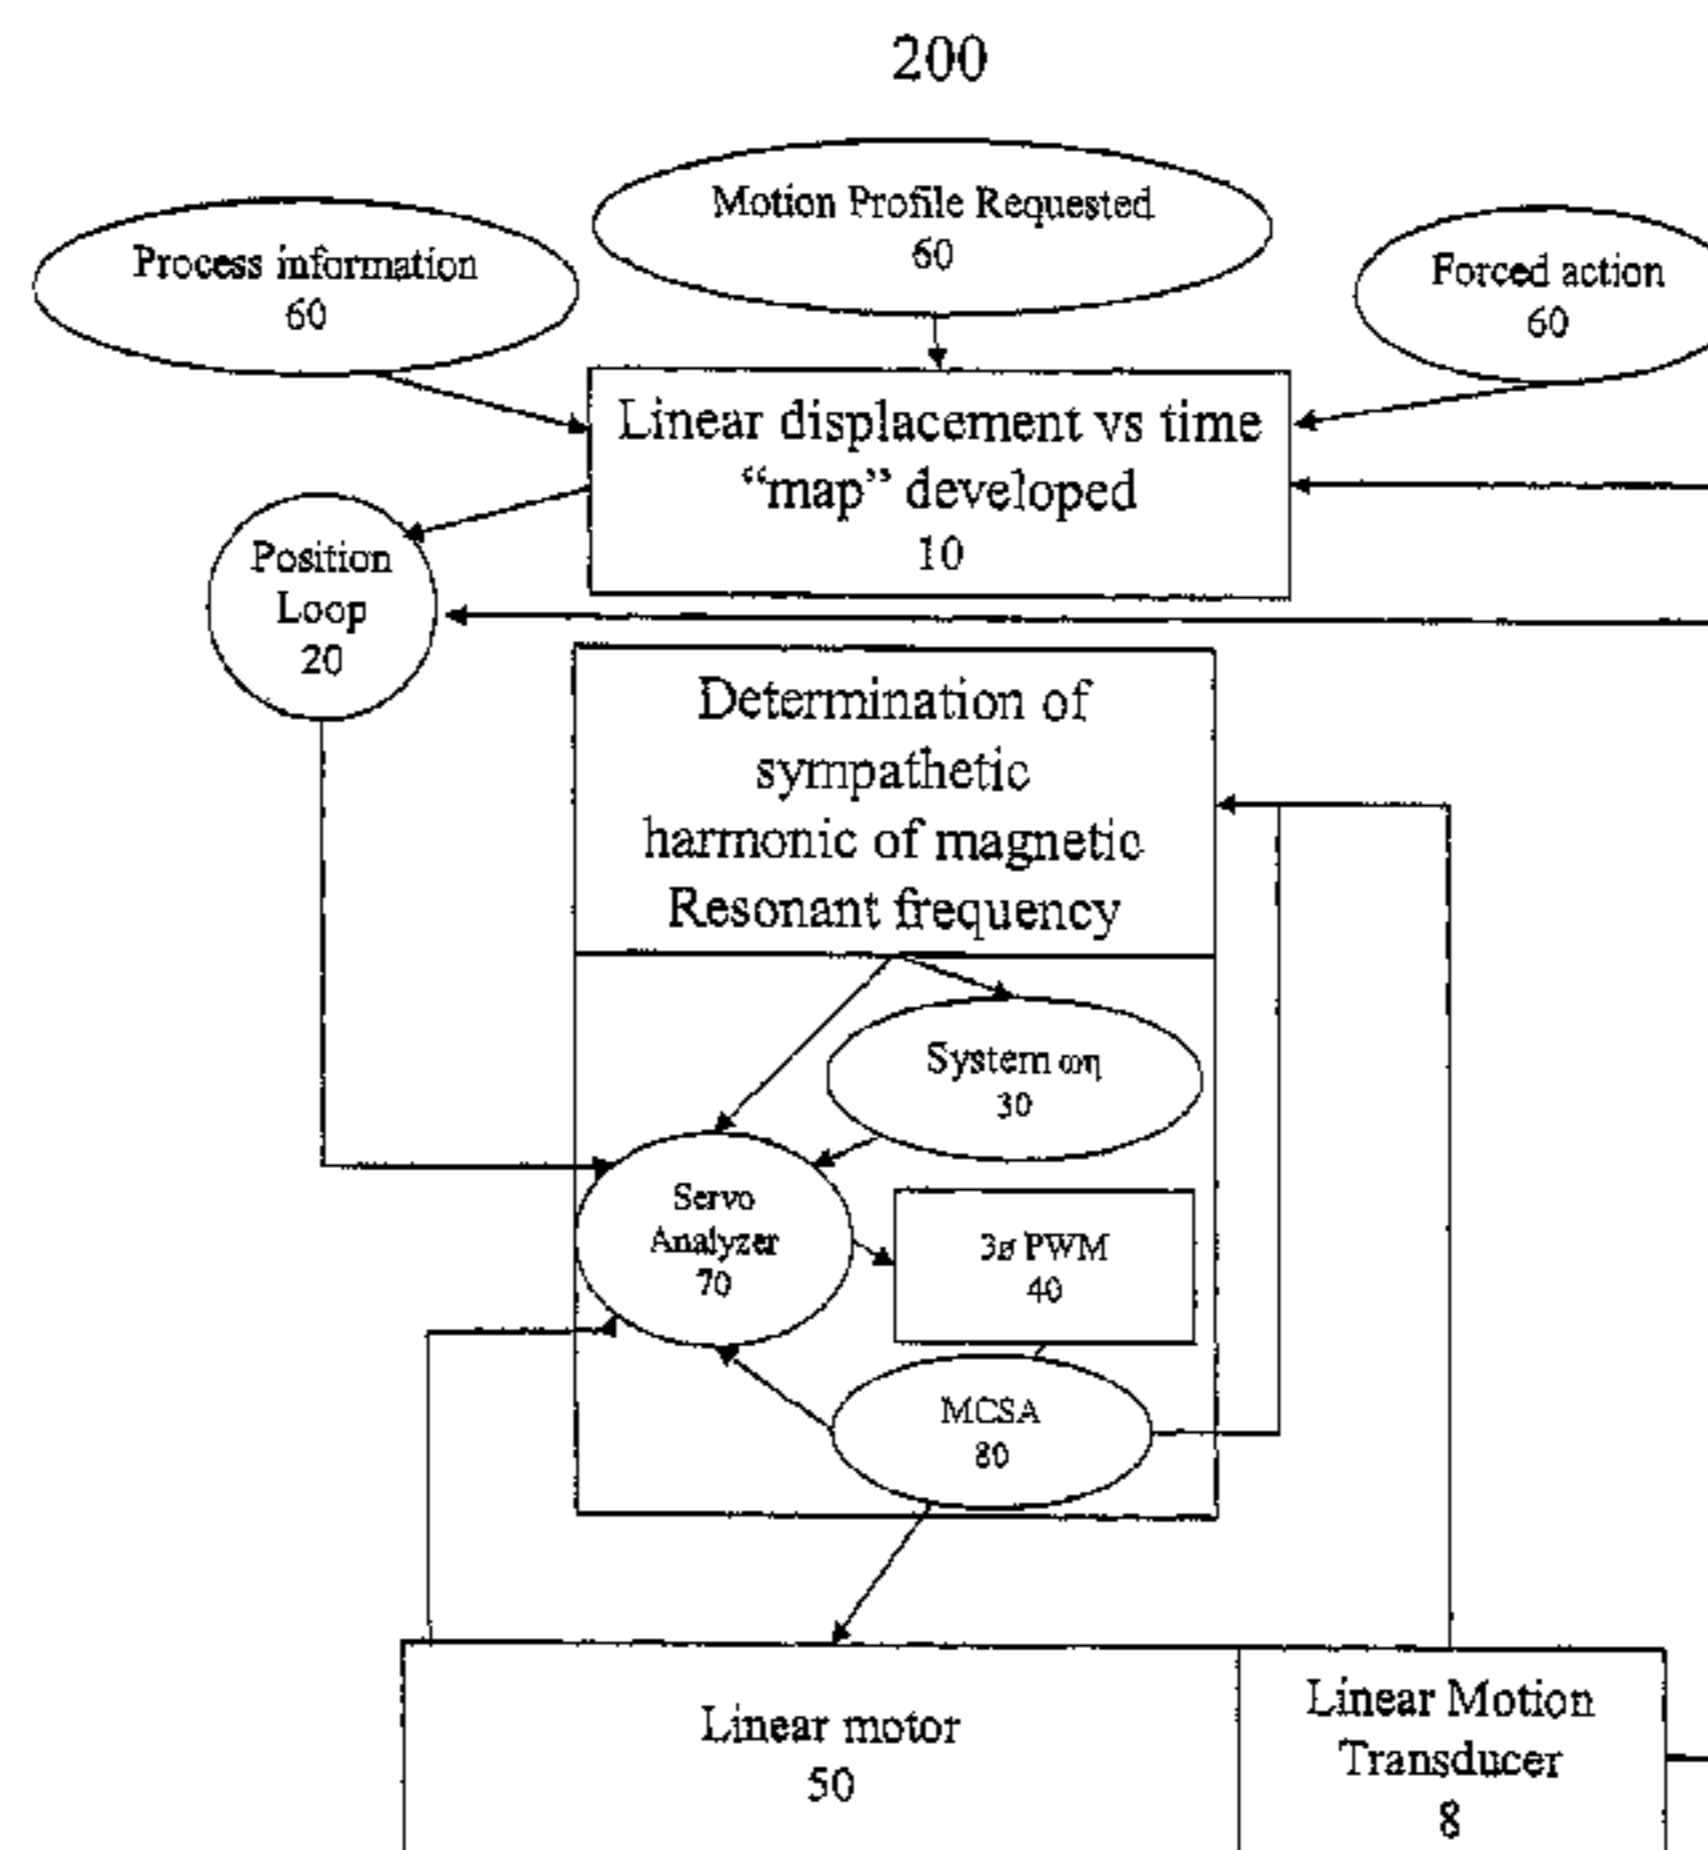 200
Motion Profile Requested
60
Process information
60
Forced action
60
Linear displacement vs time
“map” developed
10
Position
Loop
20
Determination of
sympathetic
harmonic of magnetic
Resonant frequency
System ωη
30
Servo
Analyzer
70
3ø PWM
40
MCSA
80
Linear motor
50
Linear Motion
Transducer
8